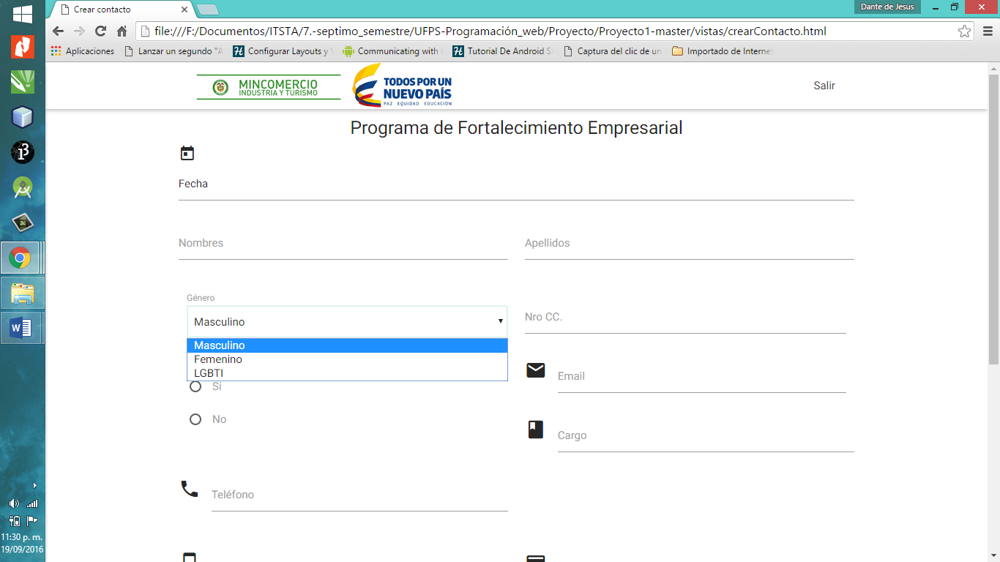 Crear contacto
Dante de Jesus
file:///F:/Documentos/ITSTA/7.-septimo_semestre/UFPS-Programación_web/Proyecto/Proyecto1-master/vistas/crearContacto.html
Aplicaciones Lanzar un segundo "A Configurar Layouts y Communicating with Tutorial De Android S Captura del clic de un Importado de Internet
MINCOMERCIO
INDUSTRIA Y TURISMO
TODOS POR UN
NUEVO PAÍS
PAZ EQUIDAD EDUCACIÓN
Salir
Programa de Fortalecimiento Empresarial
Fecha
Nombres Apellidos
Género
Masculino
Nro CC.
Masculino
Femenino
LGBTI
Si
Email
No
Cargo
Teléfono
11:30 p. m.
19/09/2016